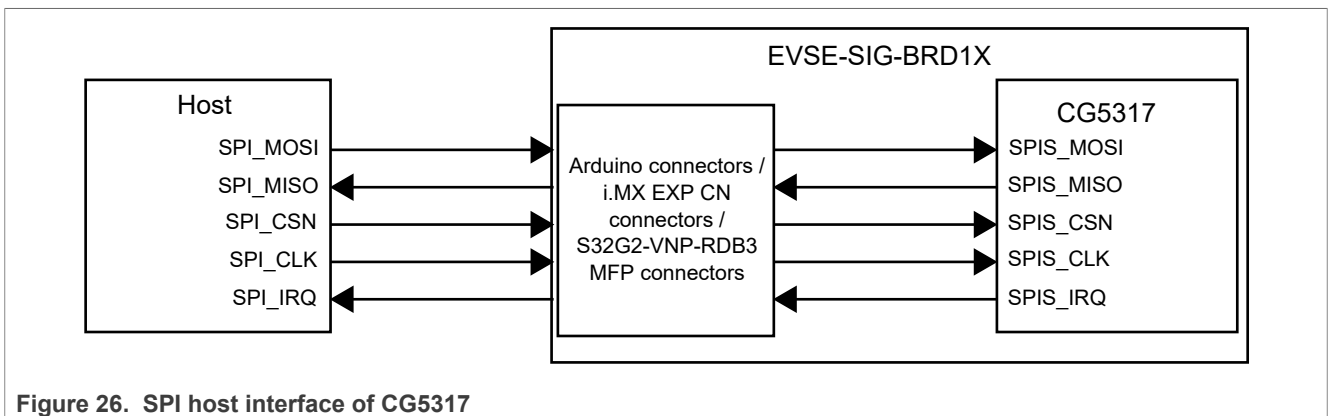 EVSE-SIG-BRD1X
Host
SPI_MOSI
SPI_MISO
SPI_CSN
SPI_CLK
SPI_IRQ
Arduino connectors /
i.MX EXP CN
connectors /
S32G2-VNP-RDB3
MFP connectors
CG5317
SPIS_MOSI
SPIS_MISO
SPIS_CSN
SPIS_CLK
SPIS_IRQ
Figure 26. SPI host interface of CG5317